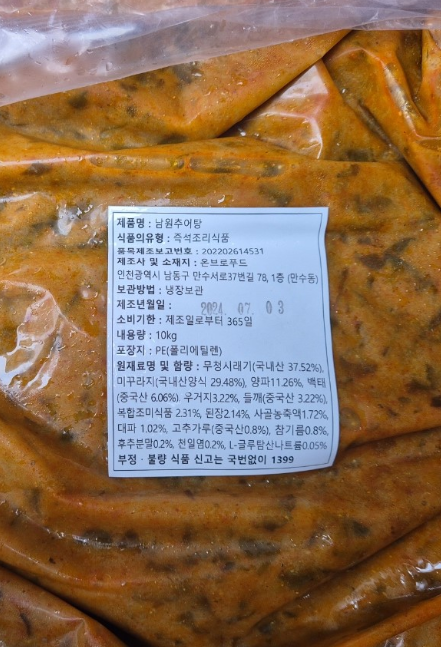 제품명 : 남원추어탕
식품의유형 : 즉석조리식품
품목제조보고번호 : 202202614531
제조사 및 소재지 : 온브로푸드
인천광역시 남동구 만수서로37번길 78, 1층 (만수동)
보관방법 : 냉장보관
제조년월일 : 2024. 07. 03
소비기한 : 제조일로부터 365일
내용량 : 10kg
포장지 : PE(폴리에틸렌)
원재료명 및 함량 : 무청시래기(국내산 37.52%),
미꾸라지(국내산양식 29.48%), 양파11.26%, 백태
(중국산 6.06%). 우거지3.22%, 들깨(중국산 3.22%),
복합조미식품 2.31%, 된장2.14%, 사골농축액1.72%,
대파 1.02%, 고추가루(중국산0.8%), 참기름0.8%,
후추분말0.2%, 천일염0.2%, L-글루탐산나트륨0.05%
부정·불량 식품 신고는 국번없이 1399